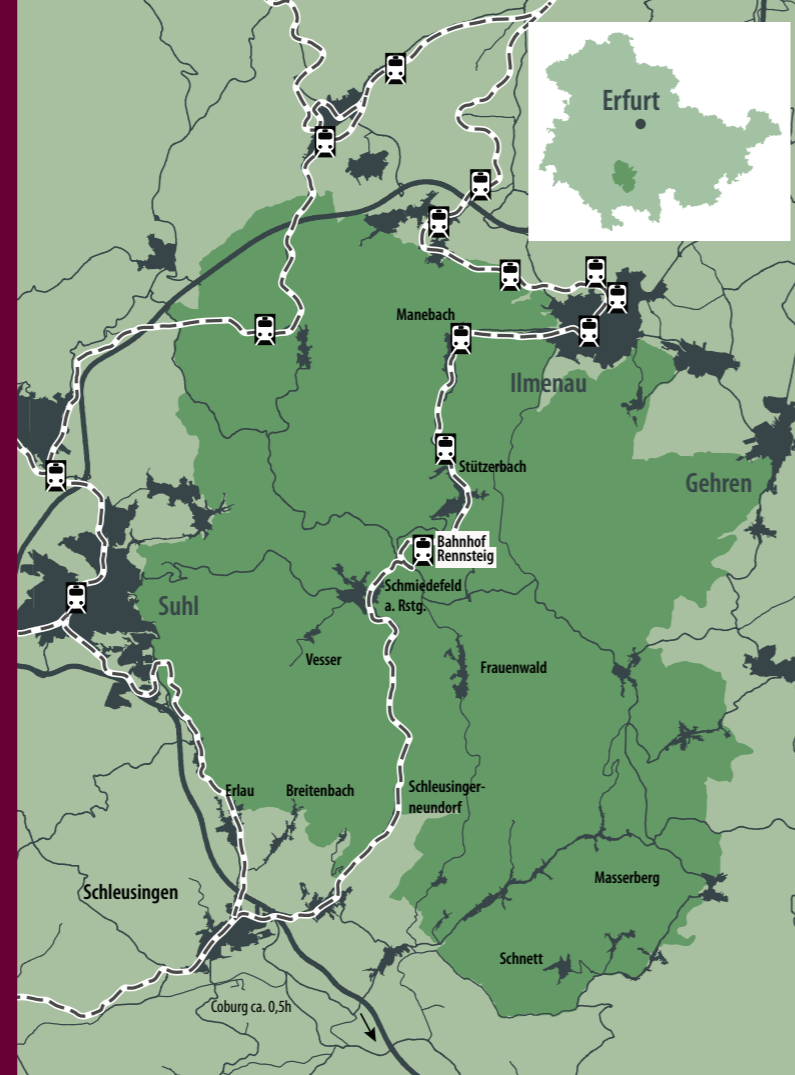 Erfurt
Manebach
Ilmenau
Stützerbach
Gehren
Bahnhof
Rennsteig
Schmiedefeld
a. Rstg.
Suhl
Vesser
Frauenwald
Erlau
Breitenbach
Schleusinger-
neundorf
Masserberg
Schleusingen
Schnett
Coburg ca. 0,5h